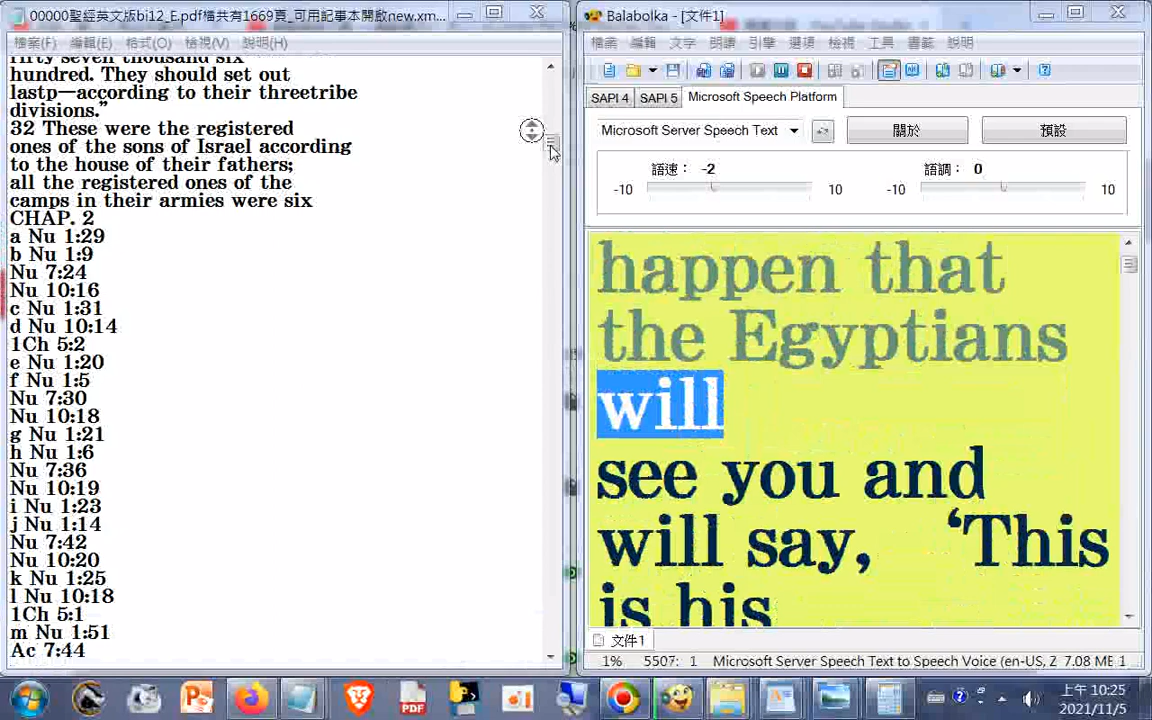 00000聖經英文版bi12_E.pdf檔共有1669頁_可用記事本開啟new.xm...
檔案(F) 編輯(E) 格式(O) 檢視(V) 說明(H)
fifty seven thousand six
hundred. They should set out
lastp—according to their threetribe
divisions.”
32 These were the registered
ones of the sons of Israel according
to the house of their fathers;
all the registered ones of the
camps in their armies were six
CHAP. 2
a Nu 1:29
b Nu 1:9
Nu 7:24
Nu 10:16
c Nu 1:31
d Nu 10:14
1Ch 5:2
e Nu 1:20
f Nu 1:5
Nu 7:30
Nu 10:18
g Nu 1:21
h Nu 1:6
Nu 7:36
Nu 10:19
i Nu 1:23
j Nu 1:14
Nu 7:42
Nu 10:20
k Nu 1:25
l Nu 10:18
1Ch 5:1
m Nu 1:51
Ac 7:44
Balabolka - [文件1]
檔案 編輯 文字 朗讀 引擎 選項 檢視 工具 書籤 說明
SAPI 4 SAPI 5 Microsoft Speech Platform
Microsoft Server Speech Text 關於 預設
語速： -2 語調： 0
-10 10 -10 10
happen that
the Egyptians
will
see you and
will say, ‘This
is his
文件1
1% 5507: 1 Microsoft Server Speech Text to Speech Voice (en-US, Z 7.08 ME 1
PDF
上午 10:25
2021/11/5